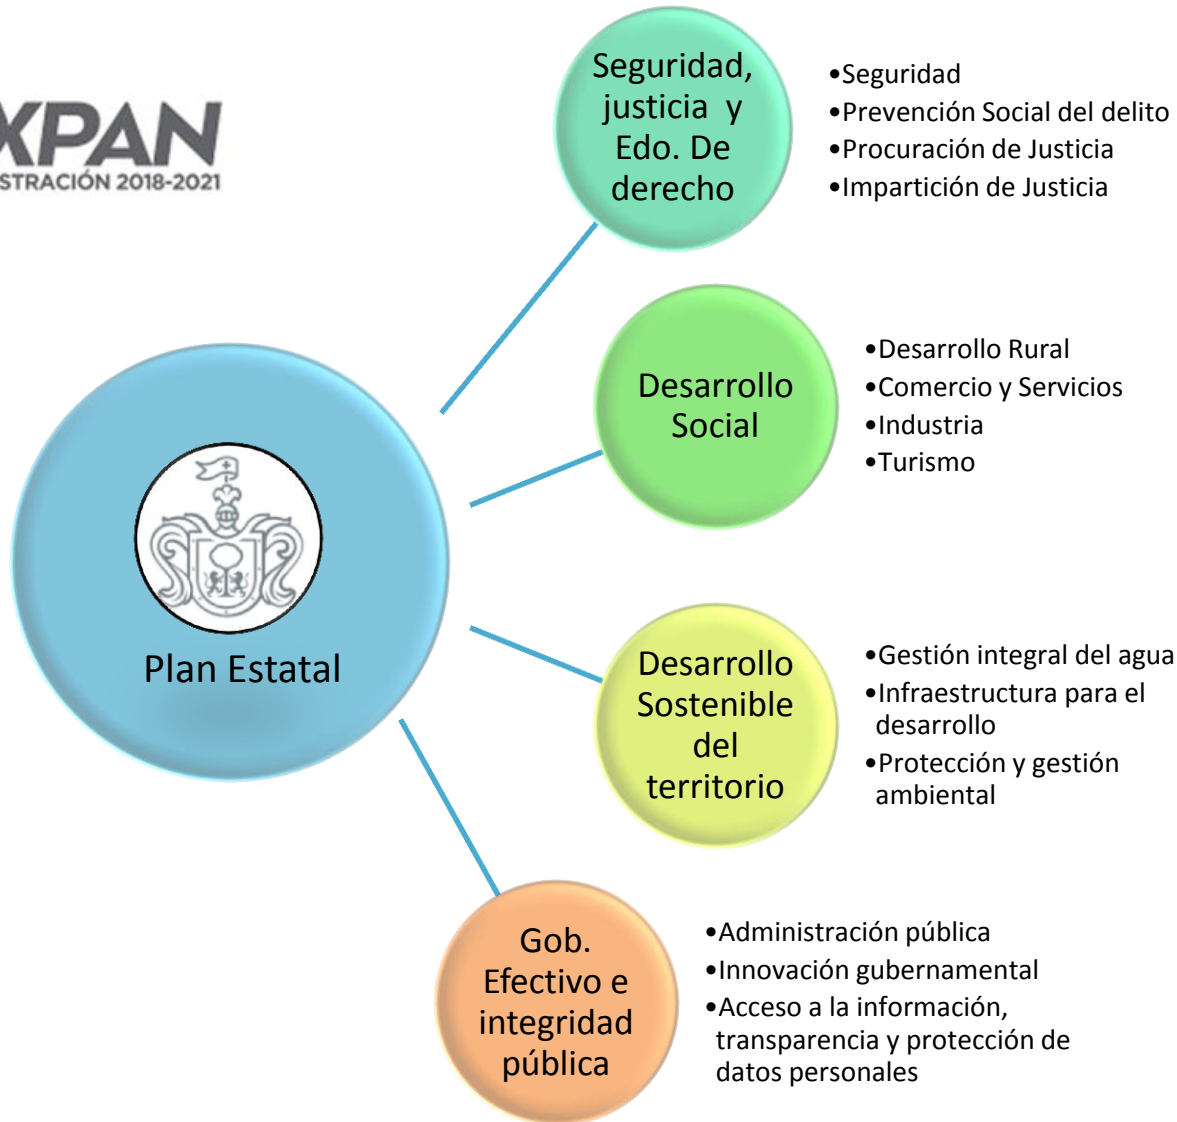 XPAN
STRACIÓN 2018-2021
Seguridad,
justicia y
Edo. De
derecho
•Seguridad
•Prevención Social del delito
•Procuración de Justicia
•Impartición de Justicia
Desarrollo
Social
•Desarrollo Rural
•Comercio y Servicios
•Industria
•Turismo
Plan Estatal
Desarrollo
Sostenible
del
territorio
•Gestión integral del agua
•Infraestructura para el
desarrollo
•Protección y gestión
ambiental
Gob.
Efectivo e
integridad
pública
•Administración pública
•Innovación gubernamental
•Acceso a la información,
transparencia y protección de
datos personales